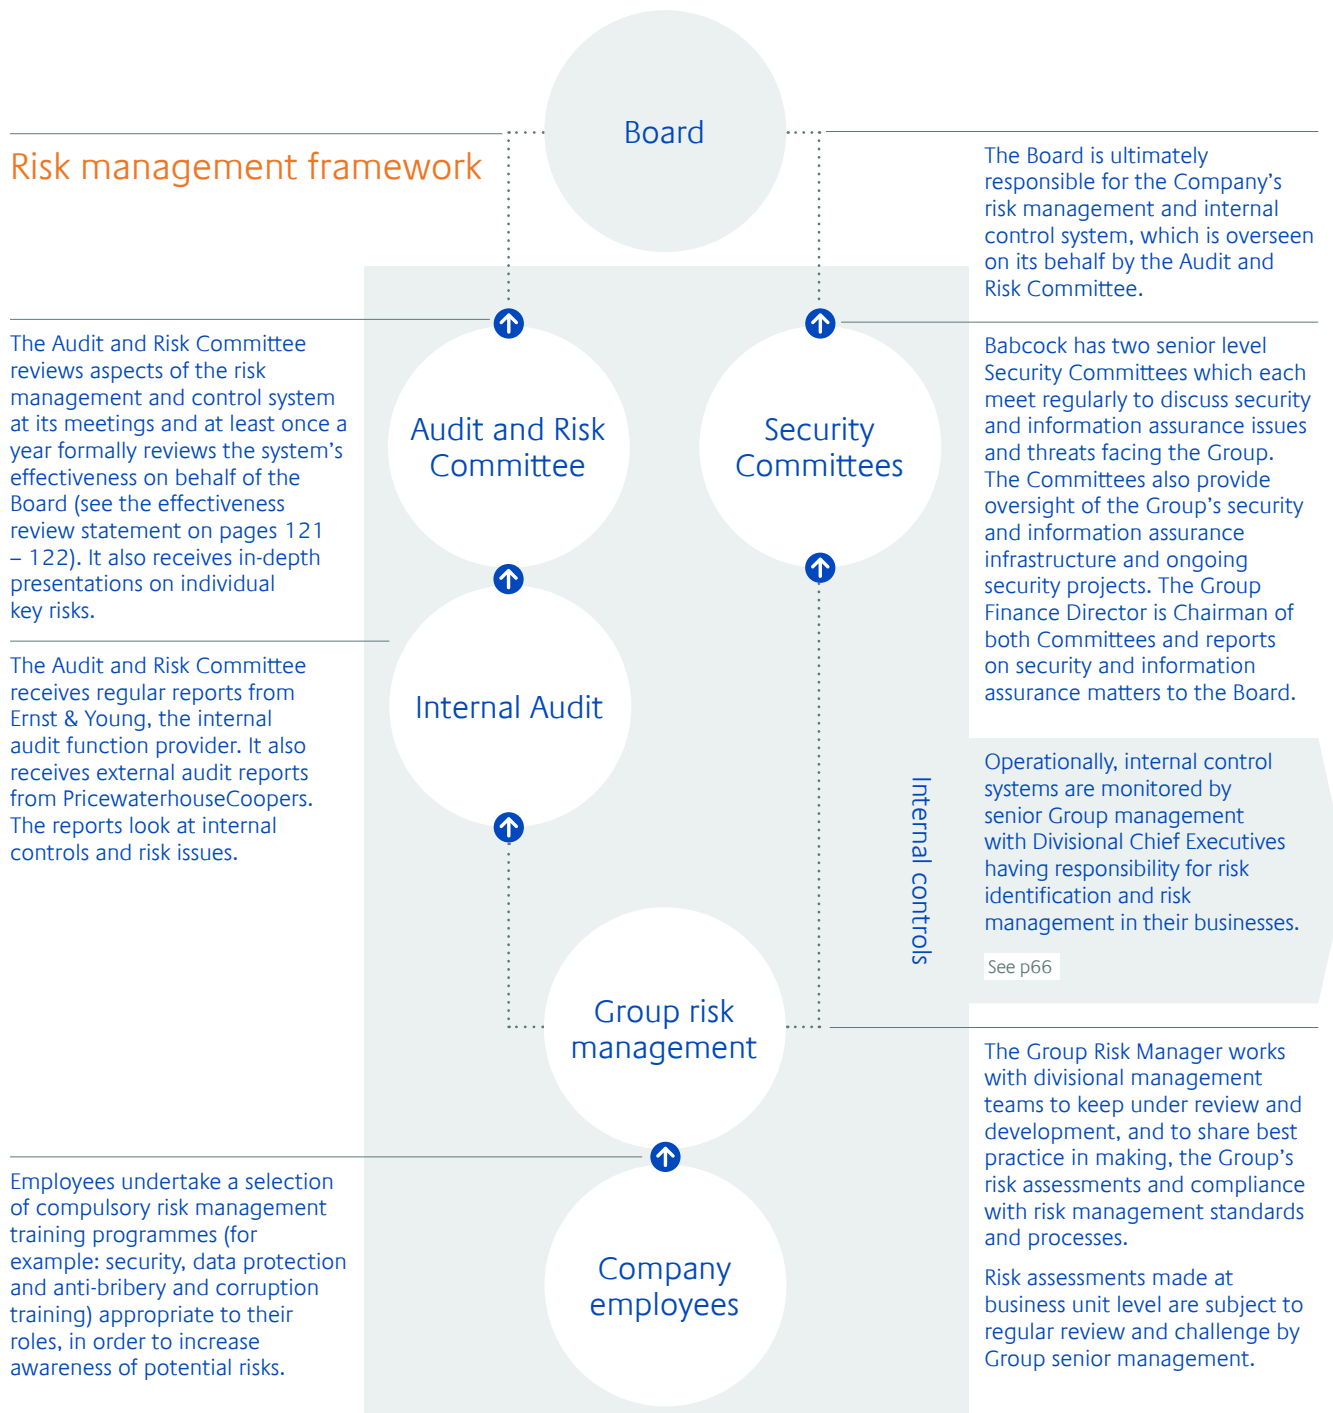 Board
Risk management framework
The Board is ultimately
responsible for the Company’s
risk management and internal
control system, which is overseen
on its behalf by the Audit and
Risk Committee.
The Audit and Risk Committee
reviews aspects of the risk
management and control system
at its meetings and at least once a
year formally reviews the system’s
effectiveness on behalf of the
Board (see the effectiveness
review statement on pages 121
– 122). It also receives in-depth
presentations on individual
key risks.
Audit and Risk
Committee
Security
Committees
Babcock has two senior level
Security Committees which each
meet regularly to discuss security
and information assurance issues
and threats facing the Group.
The Committees also provide
oversight of the Group’s security
and information assurance
infrastructure and ongoing
security projects. The Group
Finance Director is Chairman of
both Committees and reports
on security and information
assurance matters to the Board.
The Audit and Risk Committee
receives regular reports from
Ernst & Young, the internal
audit function provider. It also
receives external audit reports
from PricewaterhouseCoopers.
The reports look at internal
controls and risk issues.
Internal Audit
Internal controls
Operationally, internal control
systems are monitored by
senior Group management
with Divisional Chief Executives
having responsibility for risk
identification and risk
management in their businesses.
See p66
Group risk
management
The Group Risk Manager works
with divisional management
teams to keep under review and
development, and to share best
practice in making, the Group’s
risk assessments and compliance
with risk management standards
and processes.
Risk assessments made at
business unit level are subject to
regular review and challenge by
Group senior management.
Employees undertake a selection
of compulsory risk management
training programmes (for
example: security, data protection
and anti-bribery and corruption
training) appropriate to their
roles, in order to increase
awareness of potential risks.
Company
employees